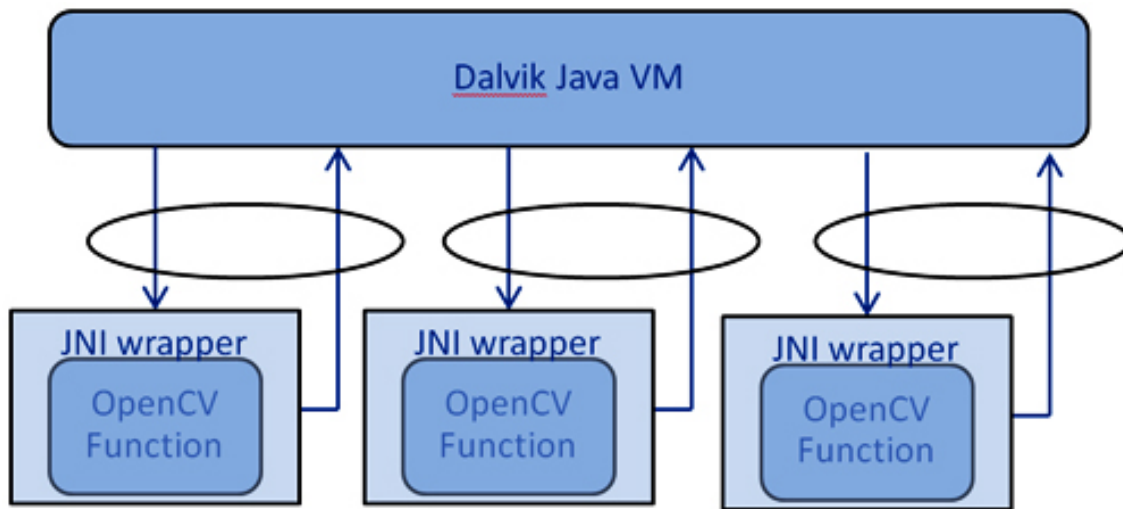 Dalvik Java VM
JNI wrapper
OpenCV
Function
JNI wrapper
OpenCV
Function
JNI wrapper
OpenCV
Function